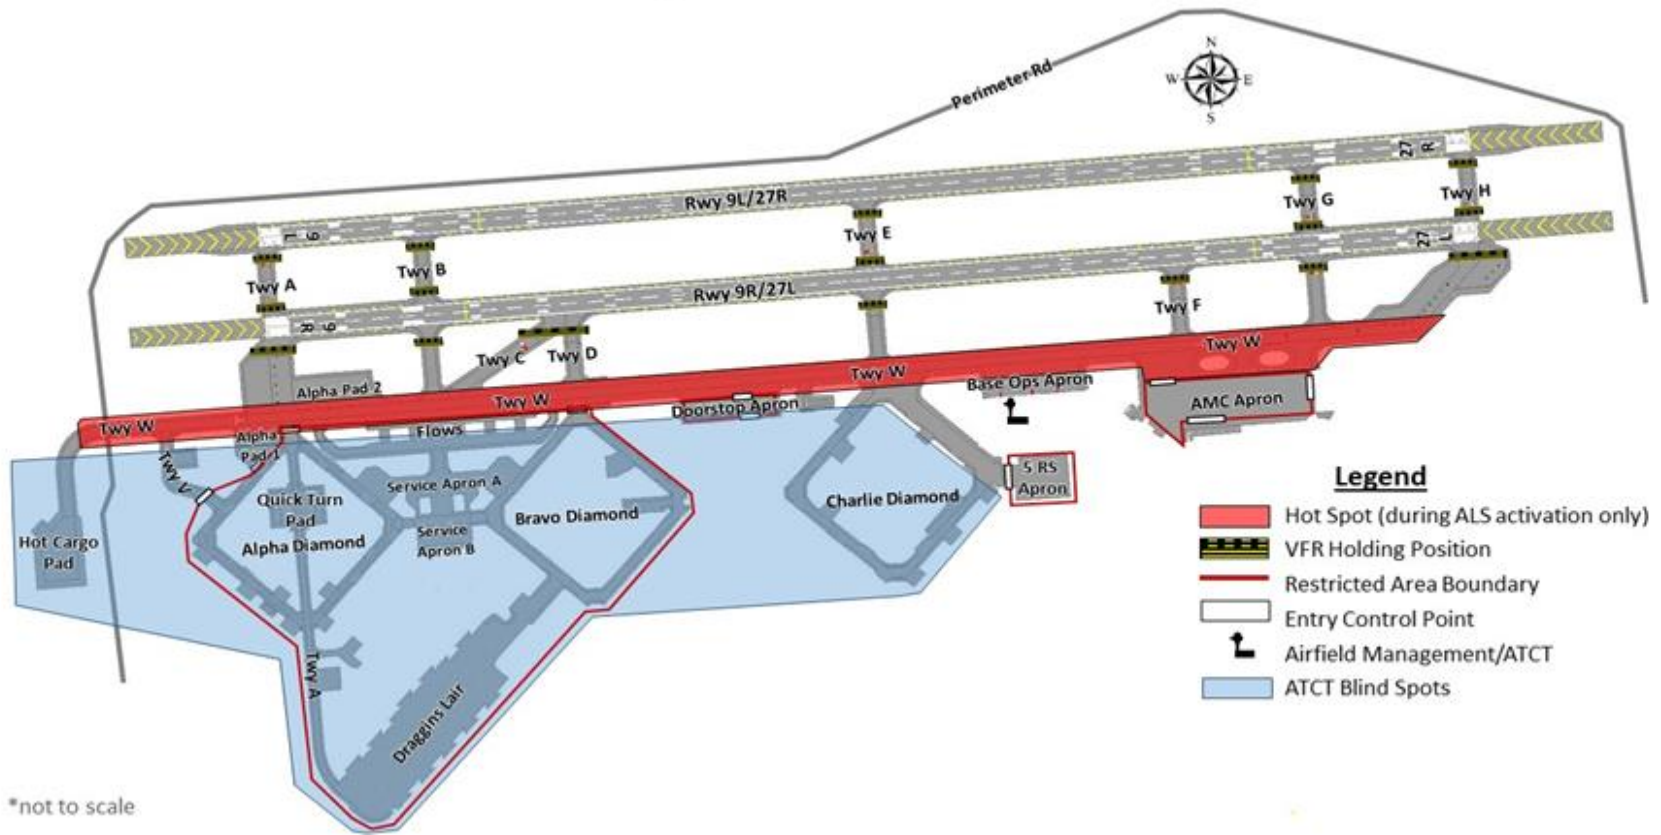 N
W E
S
Perimeter Rd
27
R
Rwy 9L/27R
Twy H
Twy G
Twy E
9
L
27
L
Twy B
Twy A
Rwy 9R/27L
Twy F
9
R
Twy C
Twy D
Twy W
Twy W
Base Ops Apron
Alpha Pad 2
Twy W
AMC Apron
Doorstop Apron
Twy W
Flows
Alpha
Pad 1
5 RS
Apron
Legend
Twy V
Service Apron A
Quick Turn
Pad
Charlie Diamond
Bravo Diamond
Hot Spot (during ALS activation only)
Service
Apron B
Hot Cargo
Pad
Alpha Diamond
VFR Holding Position
Restricted Area Boundary
Entry Control Point
Airfield Management/ATCT
Twy A
ATCT Blind Spots
Draggins Lair
*not to scale